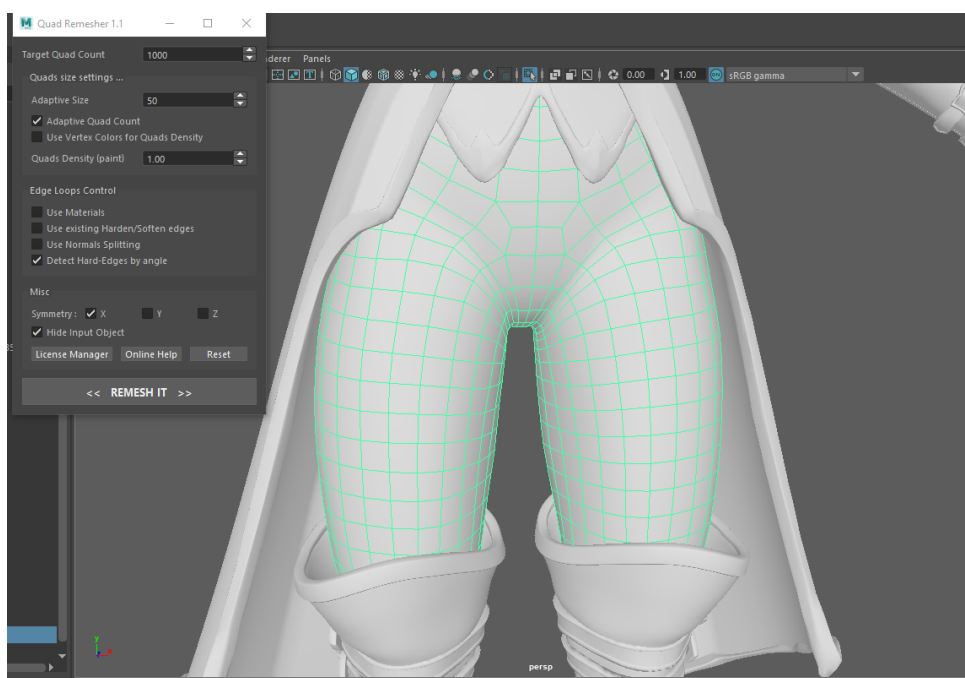 Quad Remesher 1.1
Target Quad Count 1000
Quads size settings ...
Adaptive Size 50
Adaptive Quad Count
Use Vertex Colors for Quads Density
Quads Density (paint) 1.00
Edge Loops Control
Use Materials
Use existing Harden/Soften edges
Use Normals Splitting
Detect Hard-Edges by angle
Misc
Symmetry : X Y Z
Hide Input Object
License Manager Online Help Reset
<< REMESH IT >>
derer Panels
0.00 1.00 sRGB gamma
y
persp